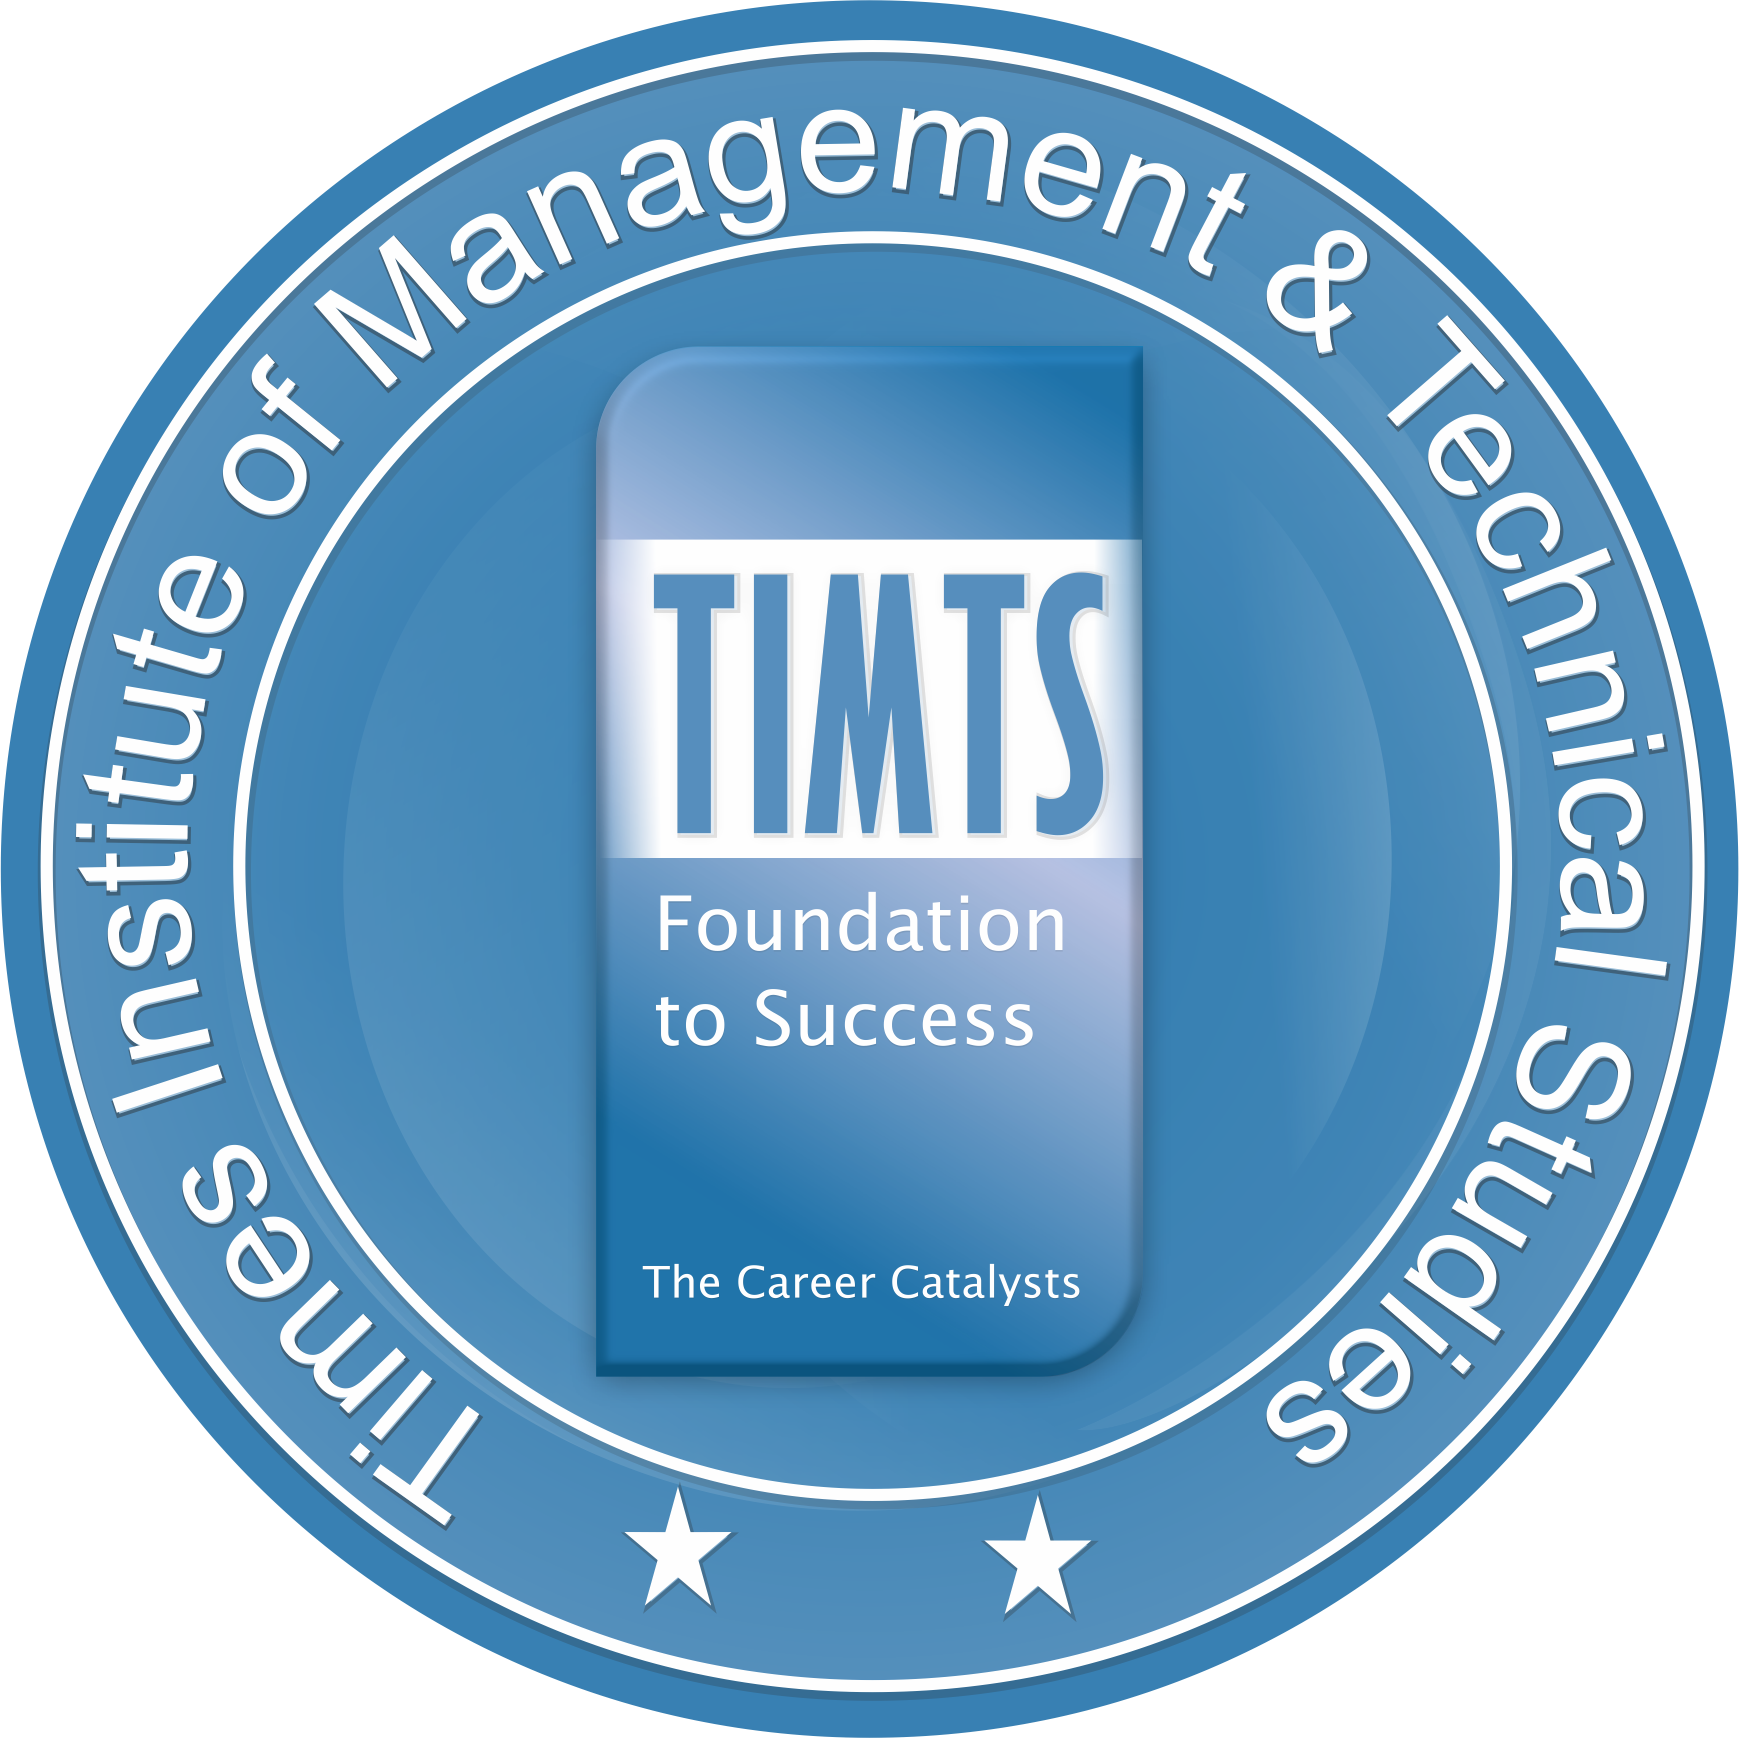 Times Institute of Management & Technical Studies
TIMTS
Foundation
to Success
The Career Catalysts